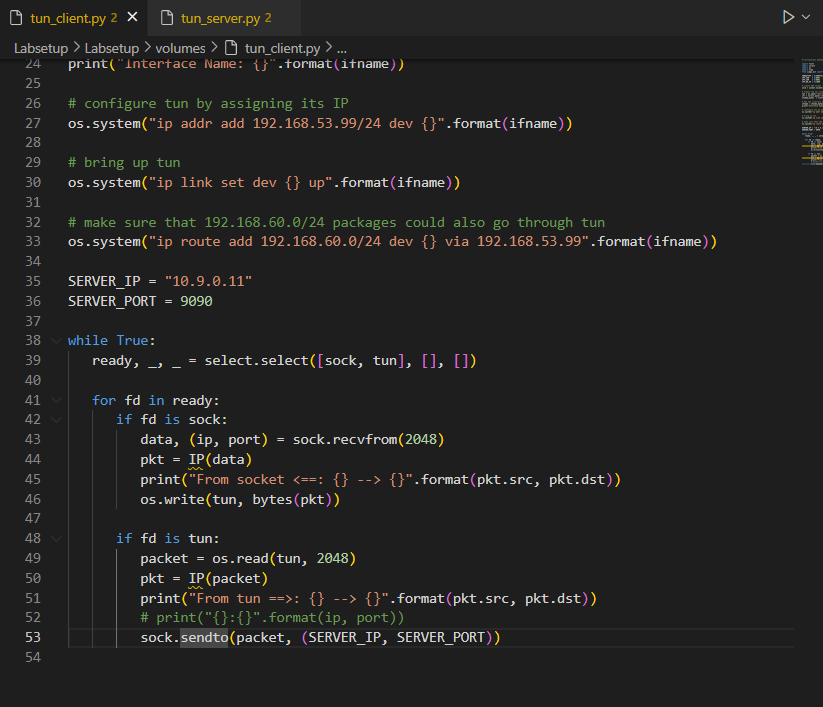 tun_client.py 2 ✕ tun_server.py 2
Labsetup > Labsetup > volumes > tun_client.py > ...
24 print("Interface Name: {}".format(ifname))
25
26 # configure tun by assigning its IP
27 os.system("ip addr add 192.168.53.99/24 dev {}".format(ifname))
28
29 # bring up tun
30 os.system("ip link set dev {} up".format(ifname))
31
32 # make sure that 192.168.60.0/24 packages could also go through tun
33 os.system("ip route add 192.168.60.0/24 dev {} via 192.168.53.99".format(ifname))
34
35 SERVER_IP = "10.9.0.11"
36 SERVER_PORT = 9090
37
38 while True:
39    ready, _, _ = select.select([sock, tun], [], [])
40
41    for fd in ready:
42       if fd is sock:
43          data, (ip, port) = sock.recvfrom(2048)
44          pkt = IP(data)
45          print("From socket <==: {} --> {}".format(pkt.src, pkt.dst))
46          os.write(tun, bytes(pkt))
47
48       if fd is tun:
49          packet = os.read(tun, 2048)
50          pkt = IP(packet)
51          print("From tun ==>: {} --> {}".format(pkt.src, pkt.dst))
52          # print("{}:{}".format(ip, port))
53          sock.sendto(packet, (SERVER_IP, SERVER_PORT))
54